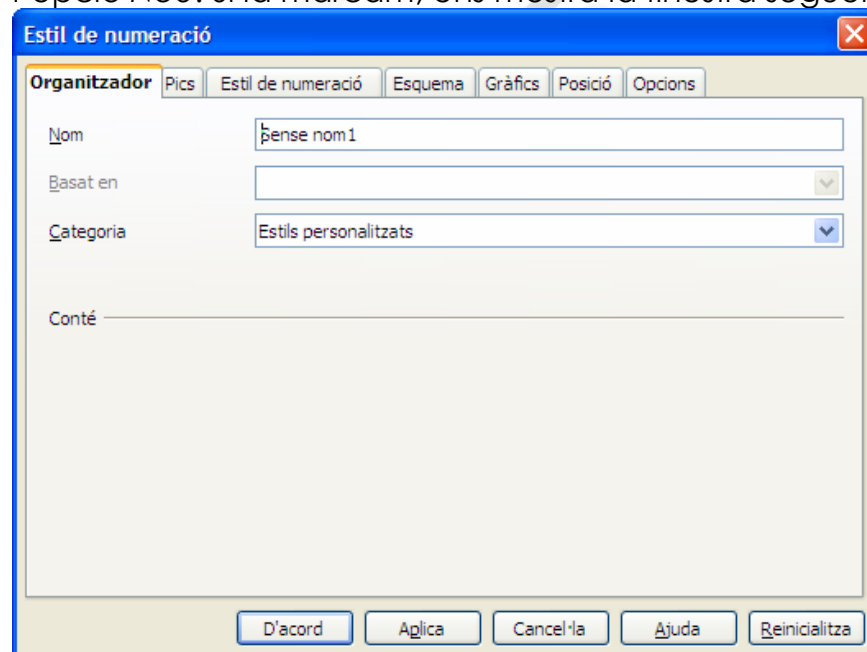 Estil de numeració
Organitzador Pics Estil de numeració Esquema Gràfics Posició Opcions
Nom Sense nom1
Basat en
Categoria Estils personalitzats
Conté
D'acord Aplica Cancel·la Ajuda Reinicialitza